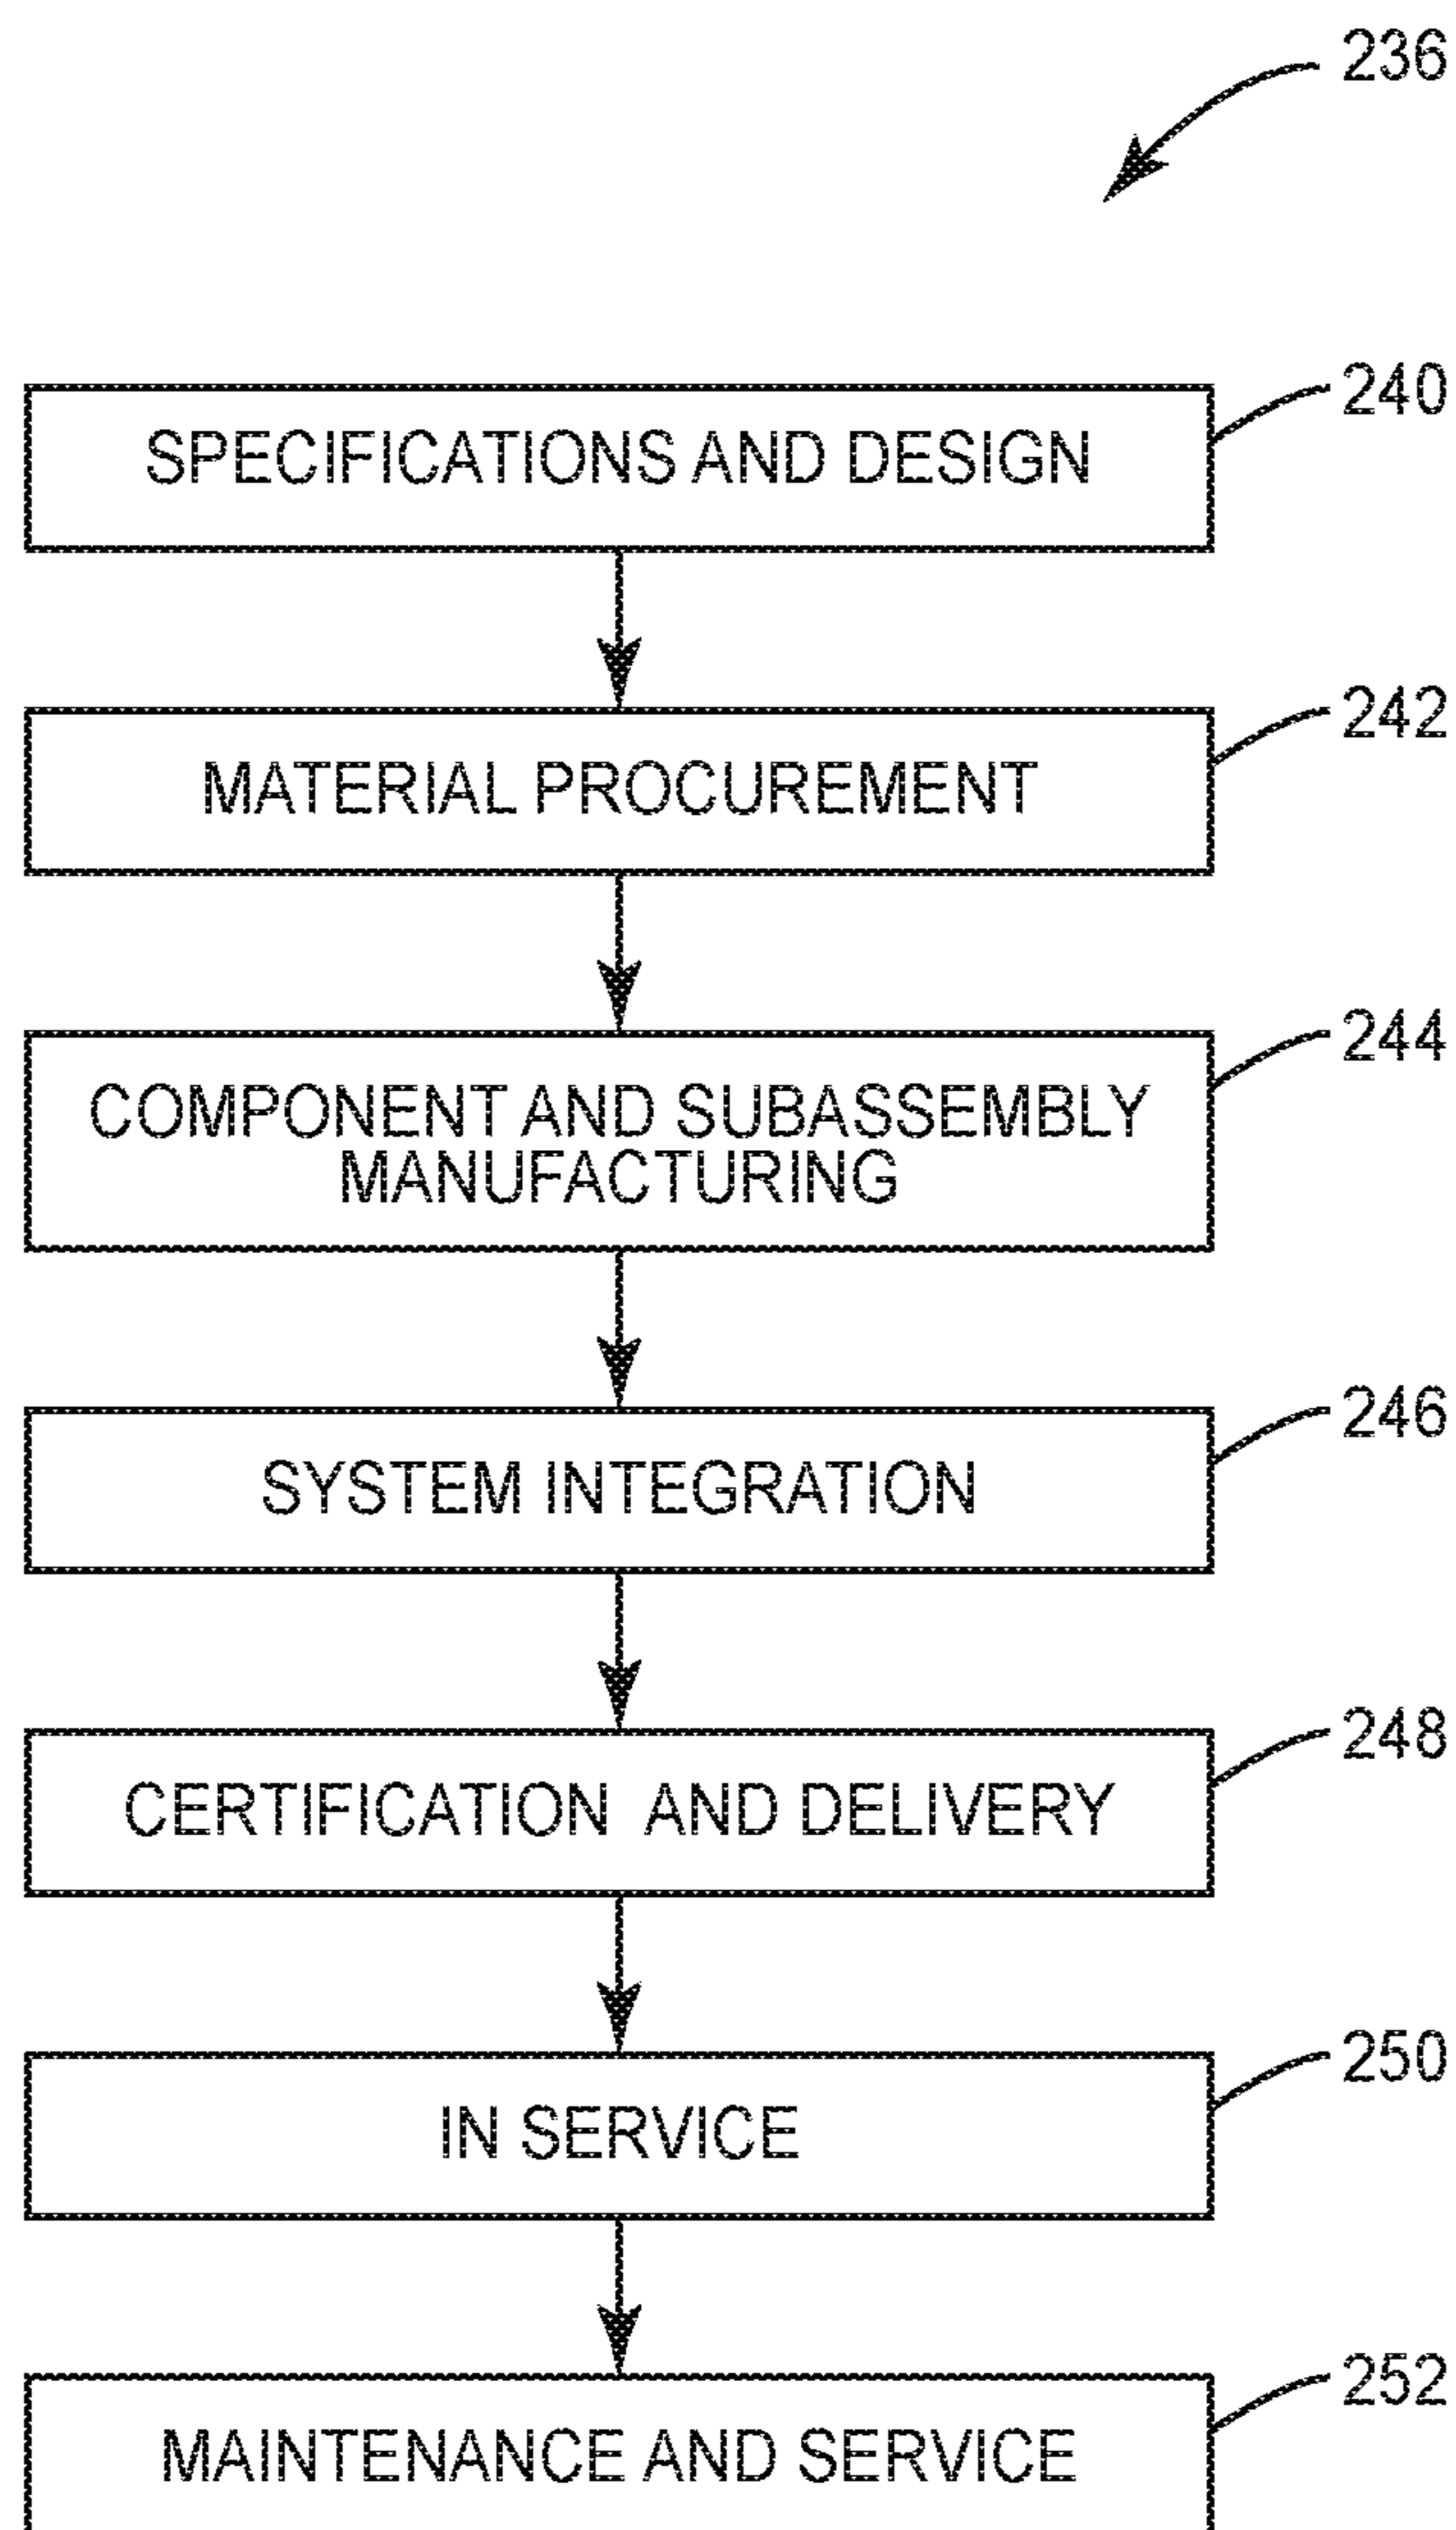 236
SPECIFICATIONS AND DESIGN
240
MATERIAL PROCUREMENT
242
COMPONENT AND SUBASSEMBLY
MANUFACTURING
244
SYSTEM INTEGRATION
246
CERTIFICATION AND DELIVERY
248
IN SERVICE
250
MAINTENANCE AND SERVICE
252